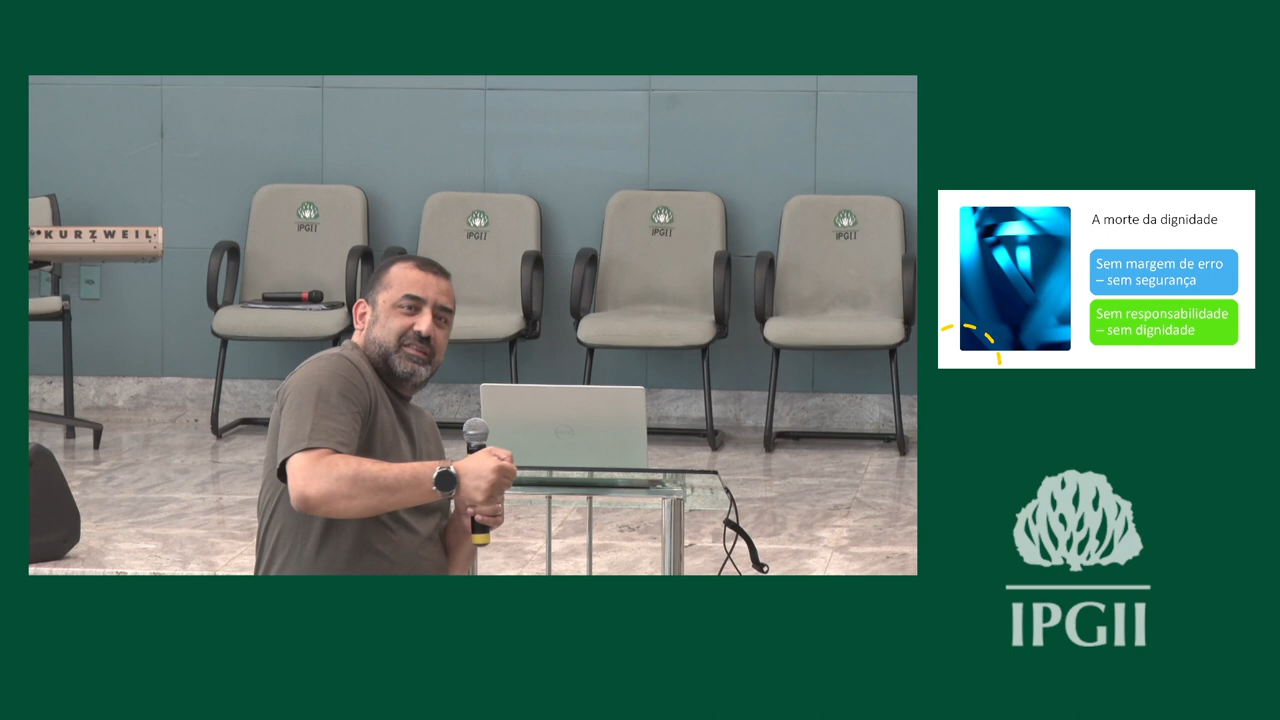 KURZWEIL
IPGII
IPGII
IPGII
IPGII
A morte da dignidade
Sem margem de erro
– sem segurança
Sem responsabilidade
– sem dignidade
IPGII